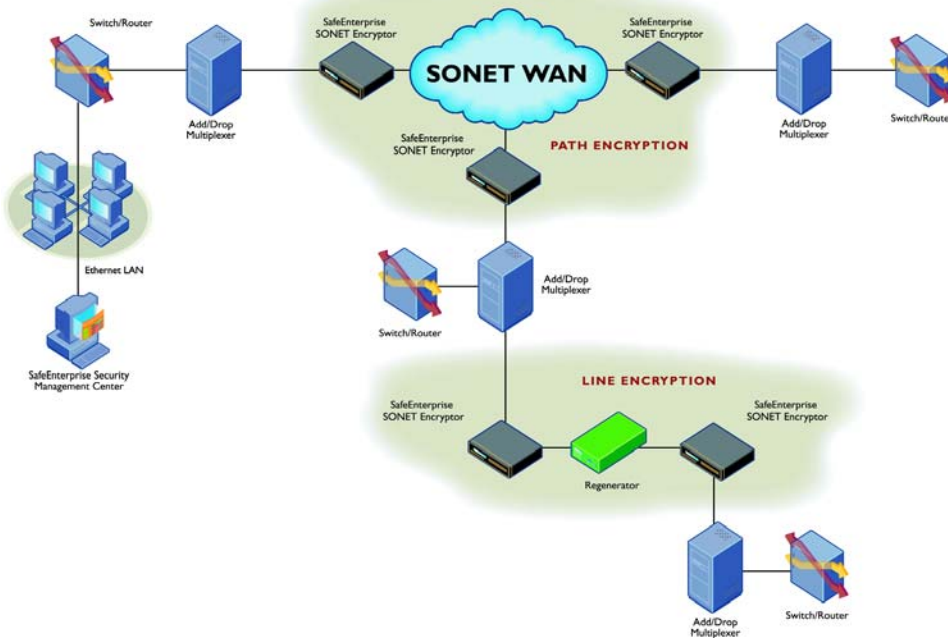 Switch/Router
SafeEnterprise
SONET Encryptor
SONET WAN
SafeEnterprise
SONET Encryptor
Add/Drop
Multiplexer
Add/Drop
Multiplexer
Switch/Router
SafeEnterprise
SONET Encryptor
PATH ENCRYPTION
Ethernet LAN
Add/Drop
Multiplexer
Switch/Router
SafeEnterprise Security
Management Center
LINE ENCRYPTION
SafeEnterprise
SONET Encryptor
SafeEnterprise
SONET Encryptor
Regenerator
Add/Drop
Multiplexer
Switch/Router